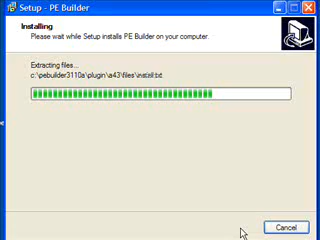 Setup - PE Builder
Installing
Please wait while Setup installs PE Builder on your computer.
Extracting files...
c:\pebuilder3110a\plugin\a43\files\install.txt
Cancel